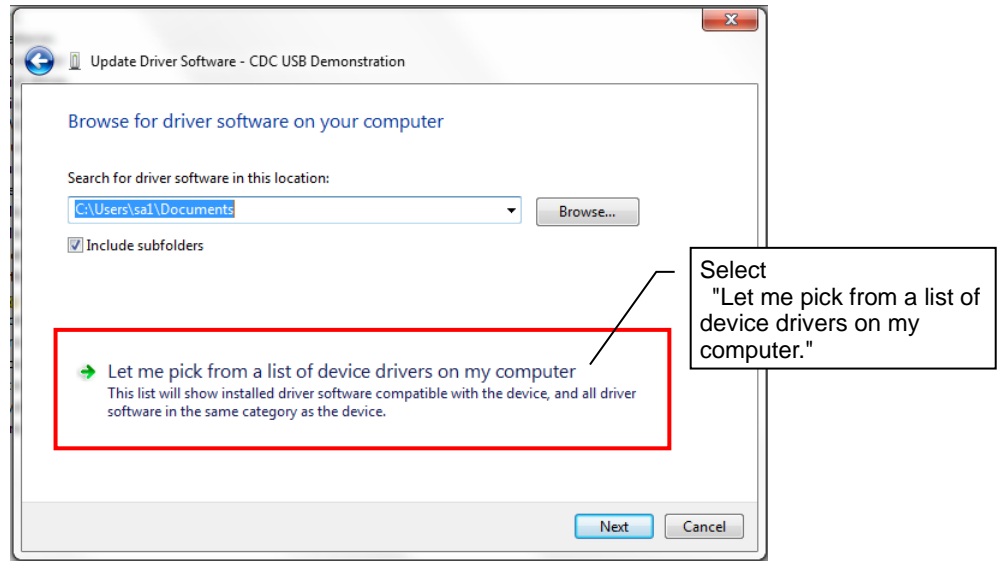 Update Driver Software - CDC USB Demonstration
Browse for driver software on your computer
Search for driver software in this location:
C:\Users\sa1\Documents
Browse...
Include subfolders
Select
"Let me pick from a list of
device drivers on my
computer."
Let me pick from a list of device drivers on my computer
This list will show installed driver software compatible with the device, and all driver
software in the same category as the device.
Next
Cancel